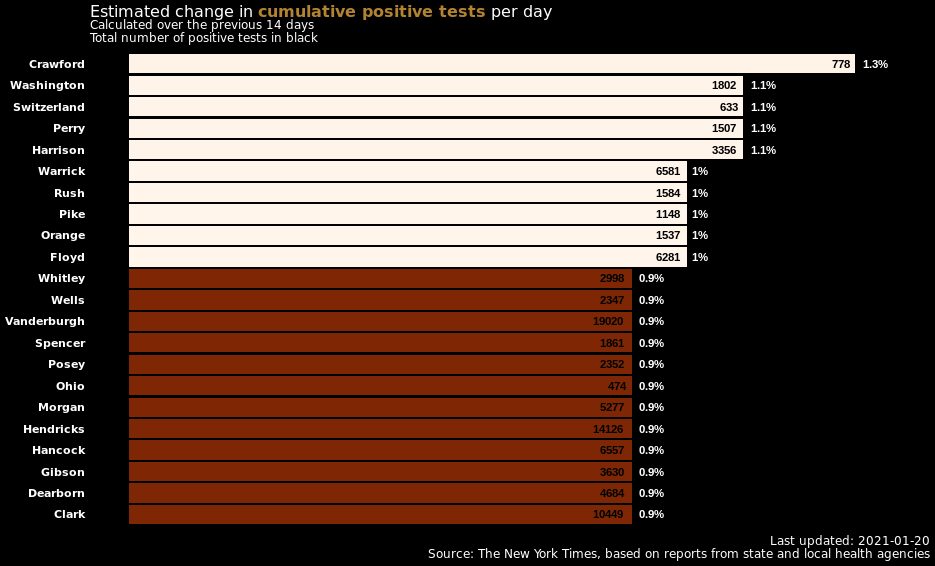 Estimated change in cumulative positive tests per day
Calculated over the previous 14 days
Total number of positive tests in black
Crawford 778 1.3%
Washington 1802 1.1%
Switzerland 633 1.1%
Perry 1507 1.1%
Harrison 3356 1.1%
Warrick 6581 1%
Rush 1584 1%
Pike 1148 1%
Orange 1537 1%
Floyd 6281 1%
Whitley 2998 0.9%
Wells 2347 0.9%
Vanderburgh 19020 0.9%
Spencer 1861 0.9%
Posey 2352 0.9%
Ohio 474 0.9%
Morgan 5277 0.9%
Hendricks 14126 0.9%
Hancock 6557 0.9%
Gibson 3630 0.9%
Dearborn 4684 0.9%
Clark 10449 0.9%
Last updated: 2021-01-20
Source: The New York Times, based on reports from state and local health agencies